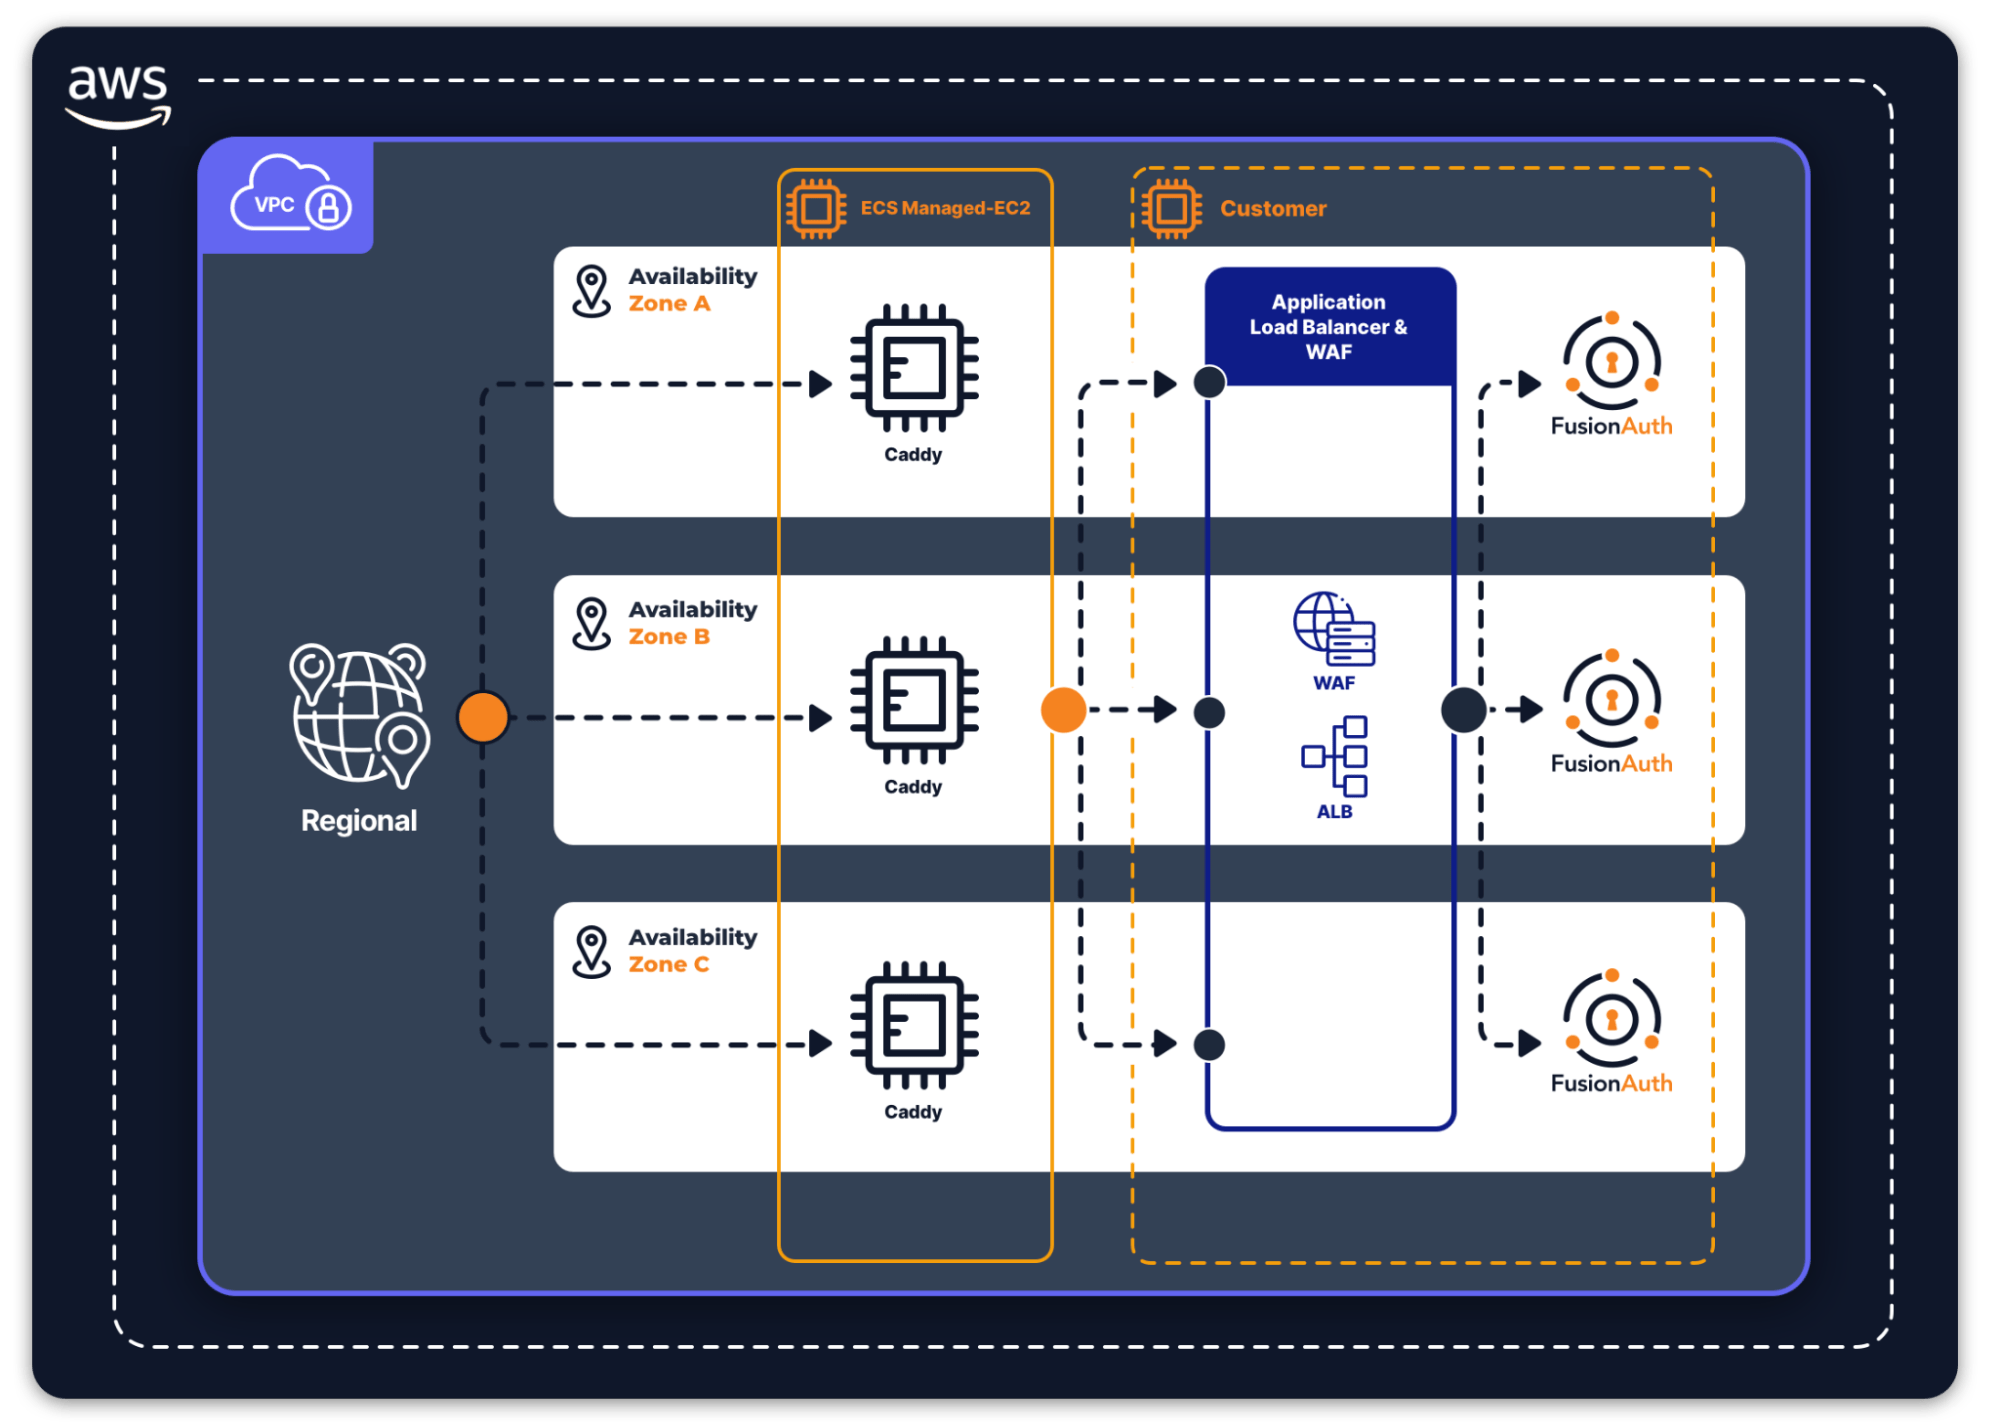 aws
VPC
ECS Managed-EC2
Customer
Availability
Zone A
Caddy
Application
Load Balancer &
WAF
FusionAuth
Regional
Availability
Zone B
Caddy
WAF
ALB
FusionAuth
Availability
Zone C
Caddy
FusionAuth